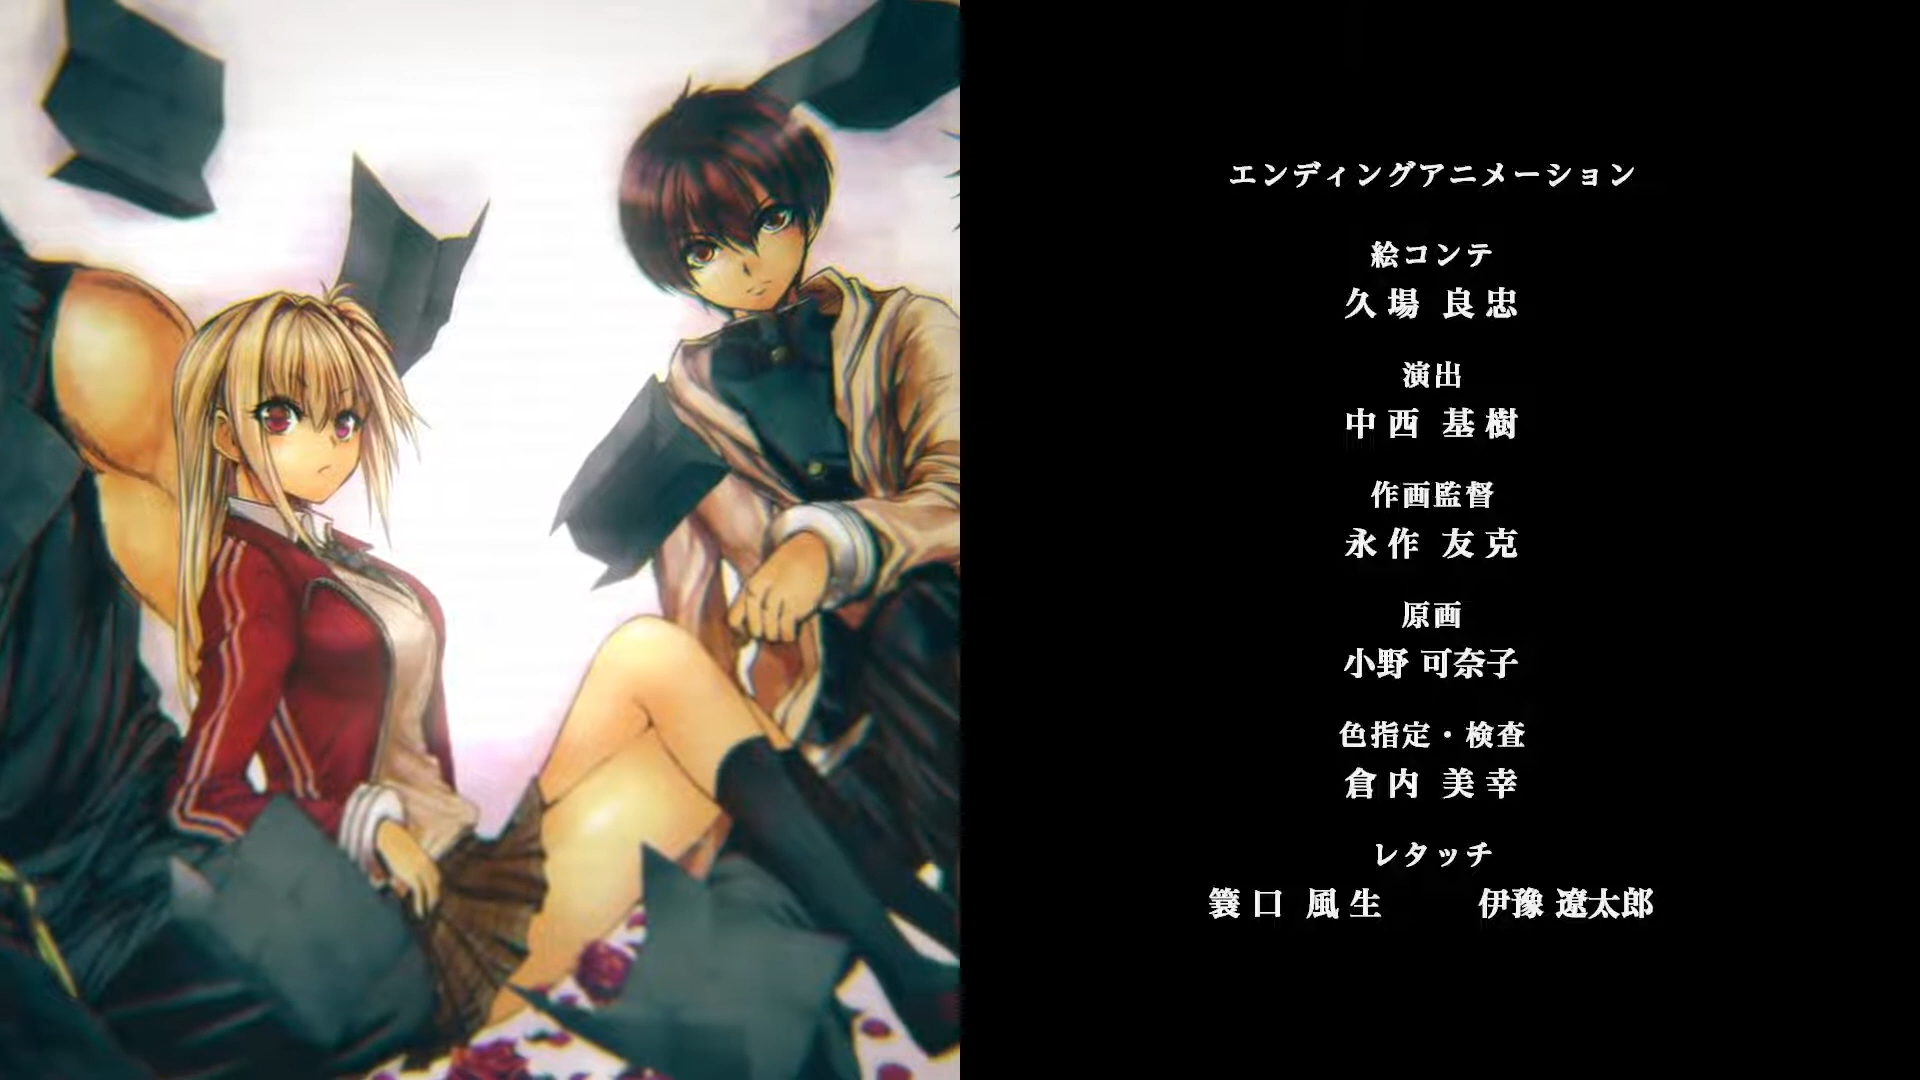 エンディングアニメーション
絵コンテ
久場 良忠
演出
中西 基樹
作画監督
永作 友克
原画
小野 可奈子
色指定・検査
倉内 美幸
レタッチ
簑口 風生 伊豫 遼太郎